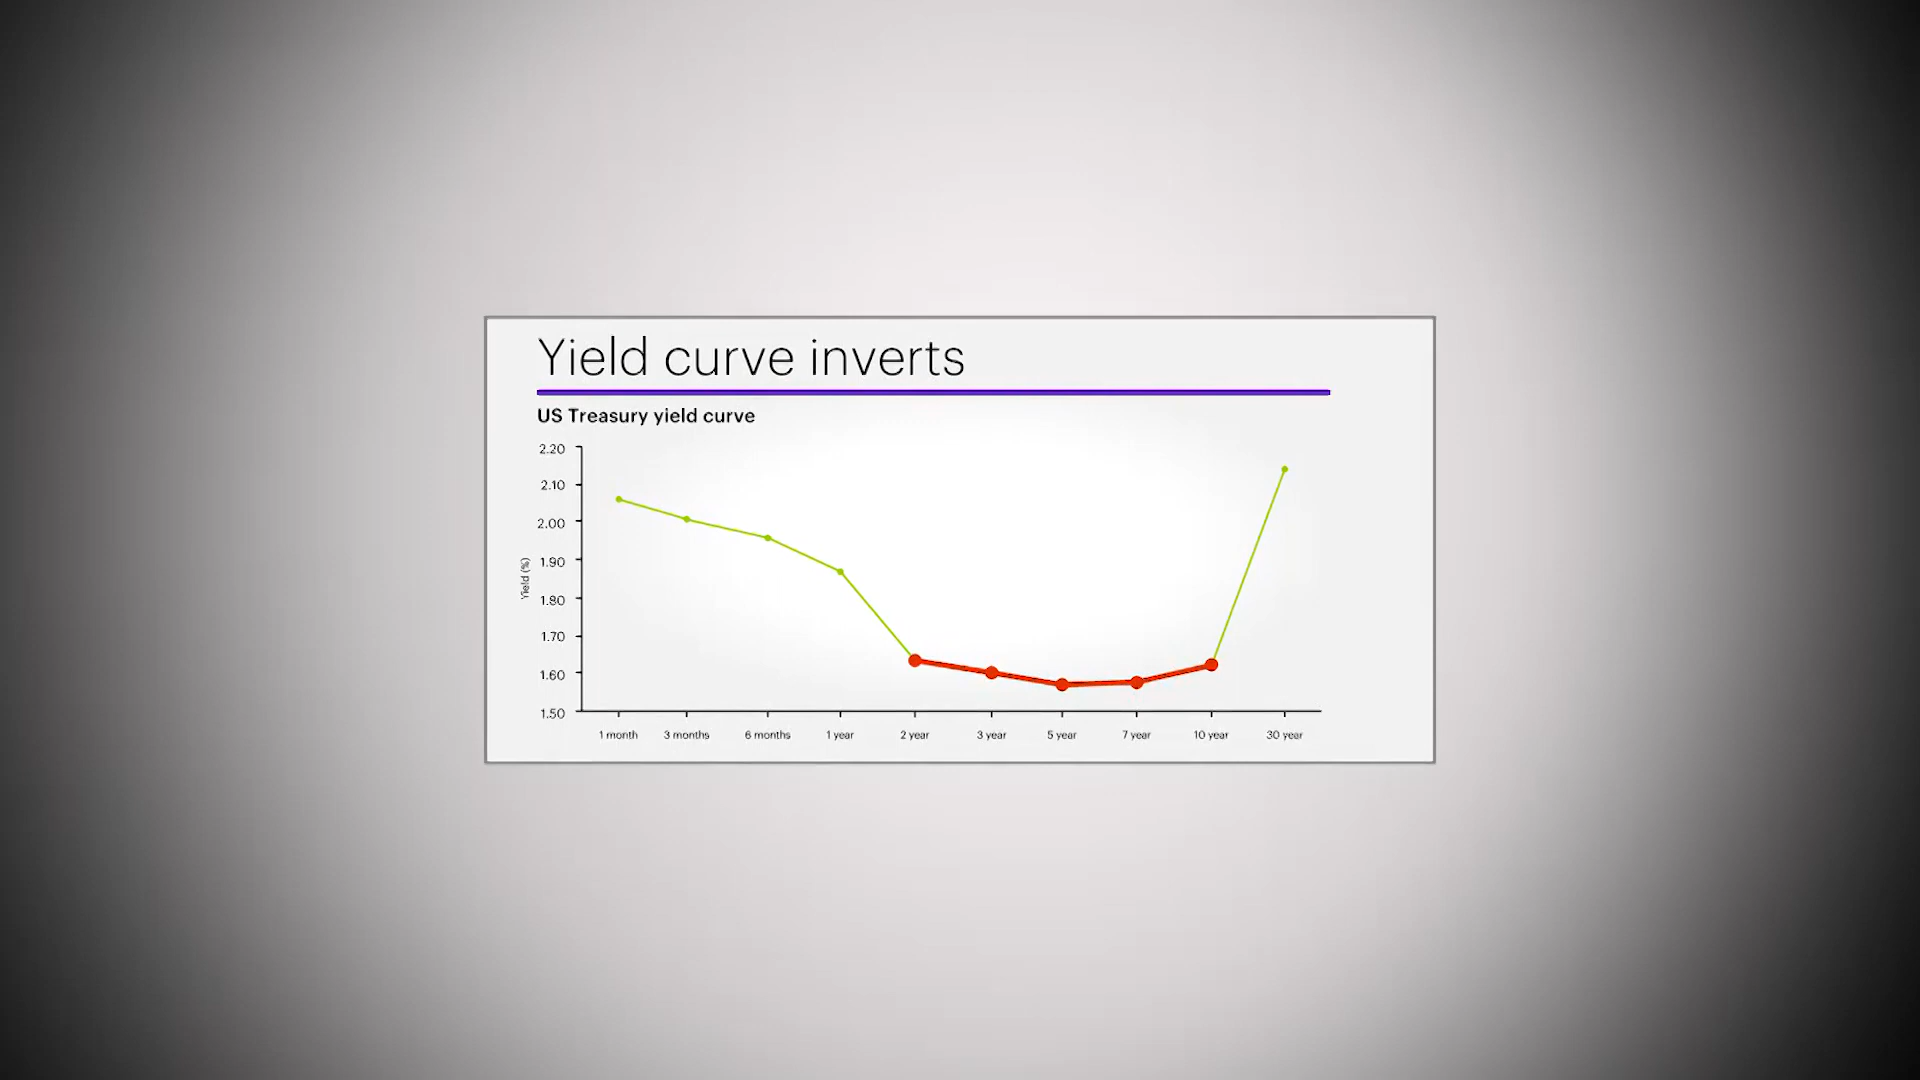 Yield curve inverts
US Treasury yield curve
2.20
2.10
2.00
1.90
1.80
1.70
1.60
1.50
Yield (%)
1 month 3 months 6 months 1 year 2 year 3 year 5 year 7 year 10 year 30 year